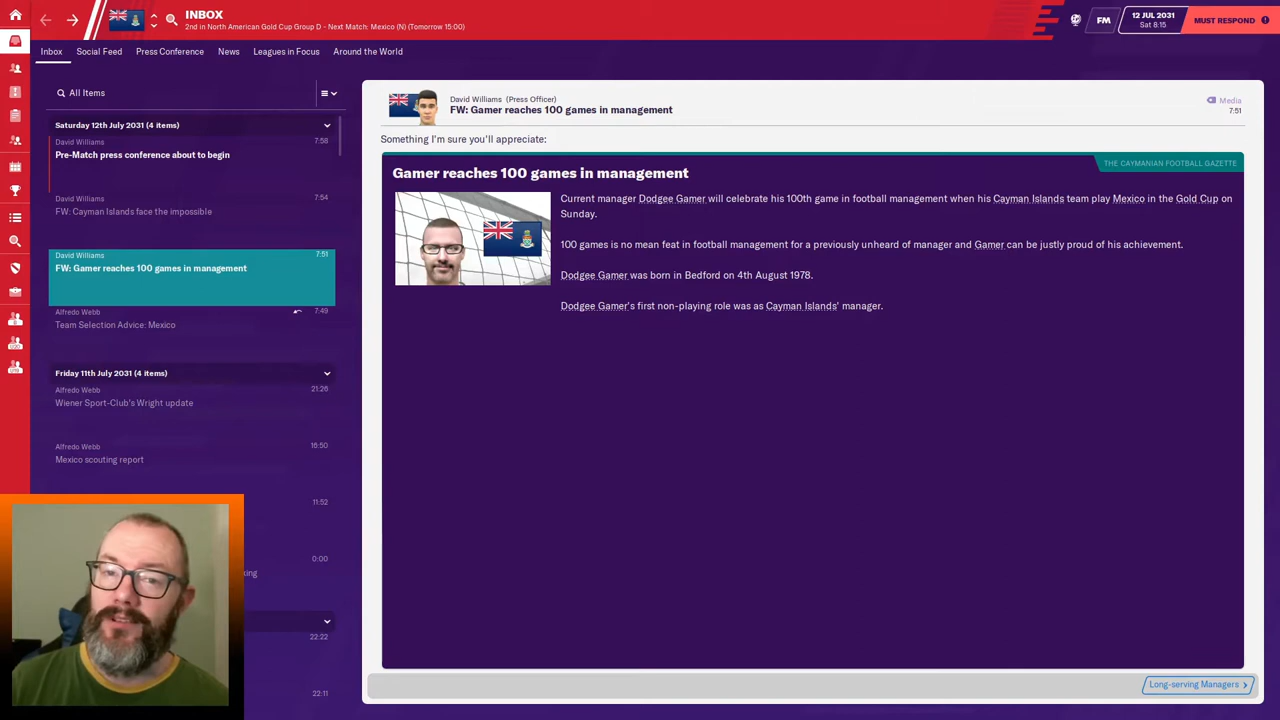 INBOX
2nd in North American Gold Cup Group D - Next Match: Mexico (N) (Tomorrow 15:00)
FM
12 JUL 2031
Sat 8:15
MUST RESPOND
Inbox
Social Feed
Press Conference
News
Leagues in Focus
Around the World
All Items
Saturday 12th July 2031 (4 items)
David Williams
7:58
Pre-Match press conference about to begin
David Williams
7:54
FW: Cayman Islands face the impossible
David Williams
7:51
FW: Gamer reaches 100 games in management
Alfredo Webb
7:49
Team Selection Advice: Mexico
Friday 11th July 2031 (4 items)
Alfredo Webb
21:26
Wiener Sport-Club's Wright update
Alfredo Webb
16:50
Mexico scouting report
11:52
0:00
22:22
22:11
David Williams (Press Officer)
FW: Gamer reaches 100 games in management
Media
7:51
Something I'm sure you'll appreciate:
THE CAYMANIAN FOOTBALL GAZETTE
Gamer reaches 100 games in management
Current manager Dodgee Gamer will celebrate his 100th game in football management when his Cayman Islands team play Mexico in the Gold Cup on
Sunday.
100 games is no mean feat in football management for a previously unheard of manager and Gamer can be justly proud of his achievement.
Dodgee Gamer was born in Bedford on 4th August 1978.
Dodgee Gamer's first non-playing role was as Cayman Islands' manager.
Long-serving Managers